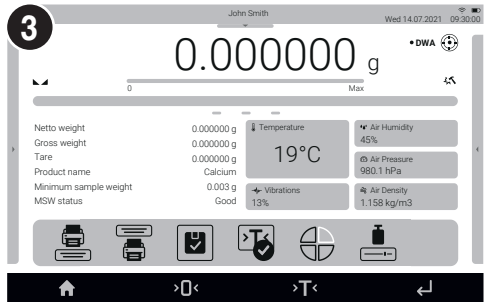 3
John Smith
Wed 14.07.2021 09:30:00
0.000000 g
• DWA
0 Max
Netto weight 0.000000 g
Gross weight 0.000000 g
Tare 0.000000 g
Product name Calcium
Minimum sample weight 0.003 g
MSW status Good
Temperature
19°C
Vibrations
13%
Air Humidity
45%
Air Preasure
980.1 hPa
Air Density
1.158 kg/m3
>T<
>0< >T<